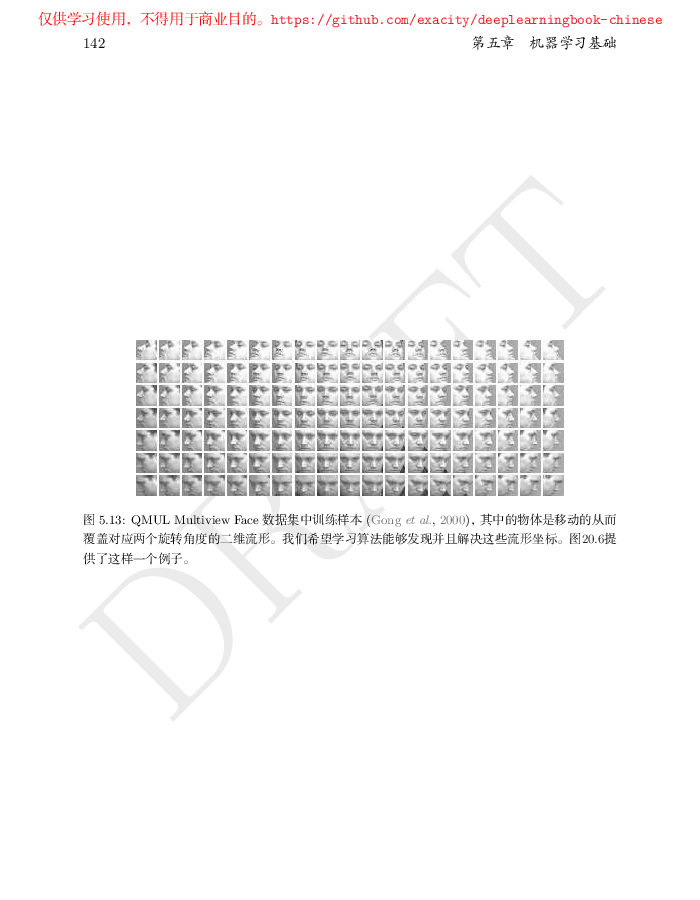 仅供学习使用，不得用于商业目的。https://github.com/exacity/deeplearningbook-chinese
142 第五章 机器学习基础
DRAFT
图 5.13: QMUL Multiview Face 数据集中训练样本 (Gong et al., 2000)，其中的物体是移动的从而
覆盖对应两个旋转角度的二维流形。我们希望学习算法能够发现并且解决这些流形坐标。图20.6提
供了这样一个例子。